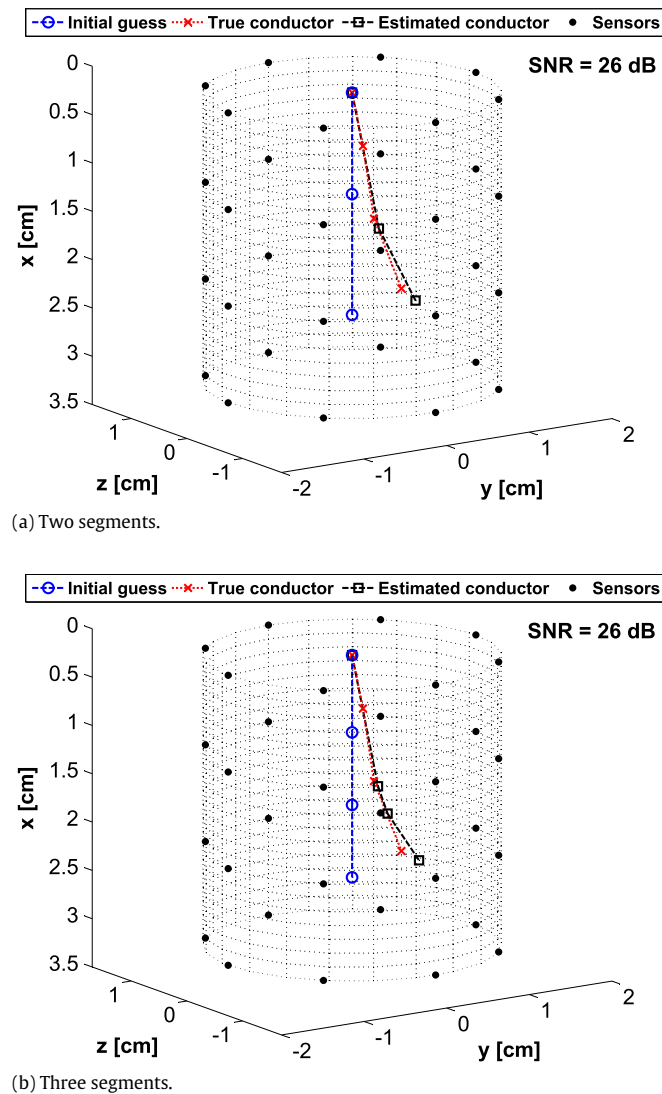 Initial guess True conductor Estimated conductor Sensors
SNR = 26 dB
0
0.5
1
1.5
2
2.5
3
3.5
x [cm]
1
0
-1
z [cm]
-2
-1
0
1
2
y [cm]
(a) Two segments.
Initial guess True conductor Estimated conductor Sensors
SNR = 26 dB
0
0.5
1
1.5
2
2.5
3
3.5
x [cm]
1
0
-1
z [cm]
-2
-1
0
1
2
y [cm]
(b) Three segments.